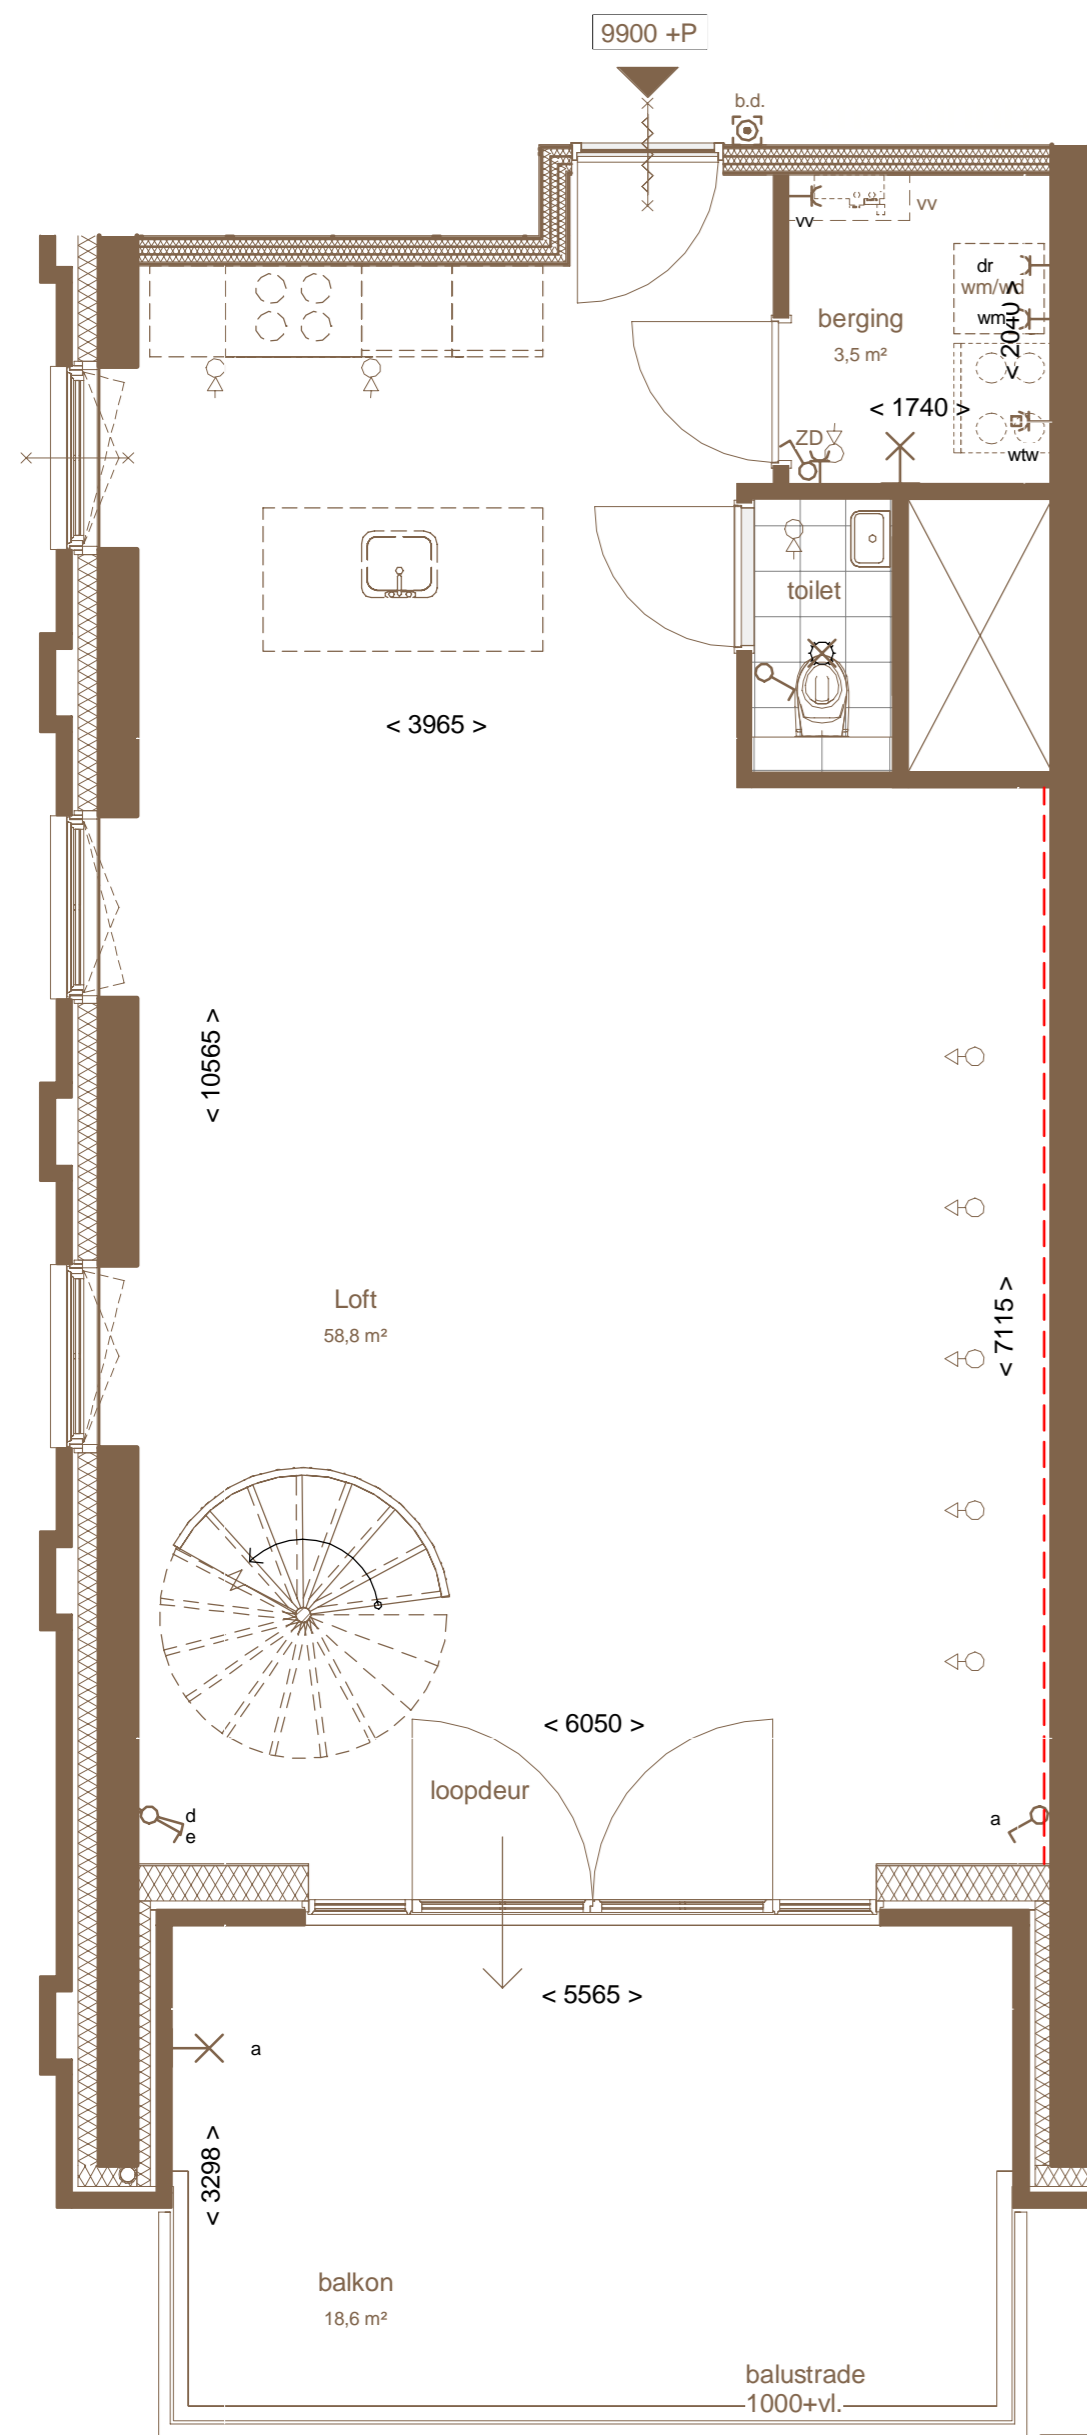 9900 +P
b.d.
vv
vv
dr
wm/wd
berging
wm
3,5 m²
< 2040 >
< 1740 >
ZD
wtw
toilet
< 3965 >
< 10565 >
Loft
58,8 m²
< 7115 >
< 6050 >
loopdeur
d
e
a
< 5565 >
a
< 3298 >
balkon
18,6 m²
balustrade
1000+vl.